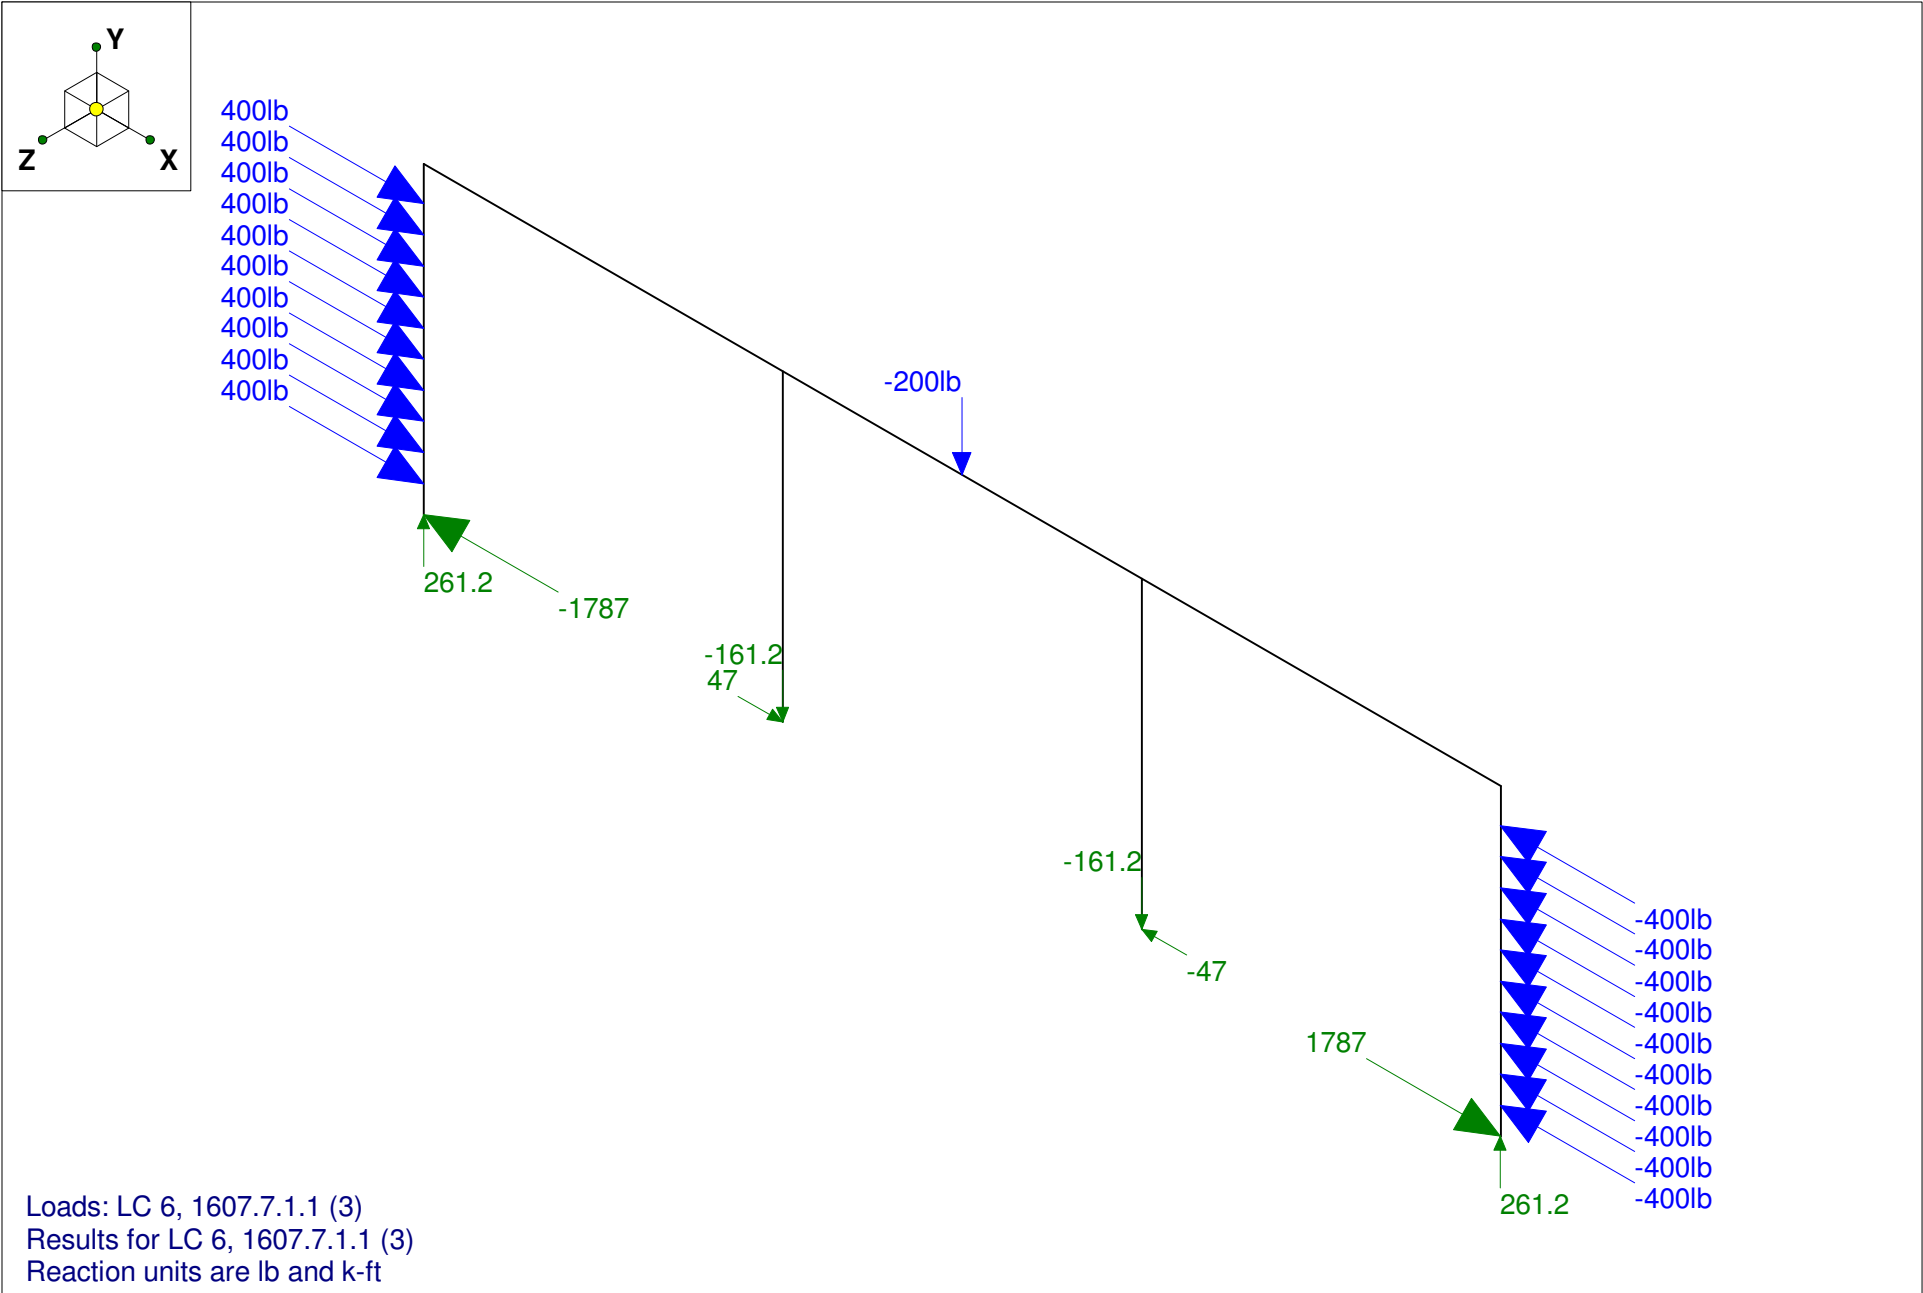 Y
Z
X
400lb
400lb
400lb
400lb
400lb
400lb
400lb
400lb
400lb
400lb
-200lb
261.2
-1787
-161.2
47
-161.2
-47
1787
261.2
-400lb
-400lb
-400lb
-400lb
-400lb
-400lb
-400lb
-400lb
-400lb
-400lb
Loads: LC 6, 1607.7.1.1 (3)
Results for LC 6, 1607.7.1.1 (3)
Reaction units are lb and k-ft